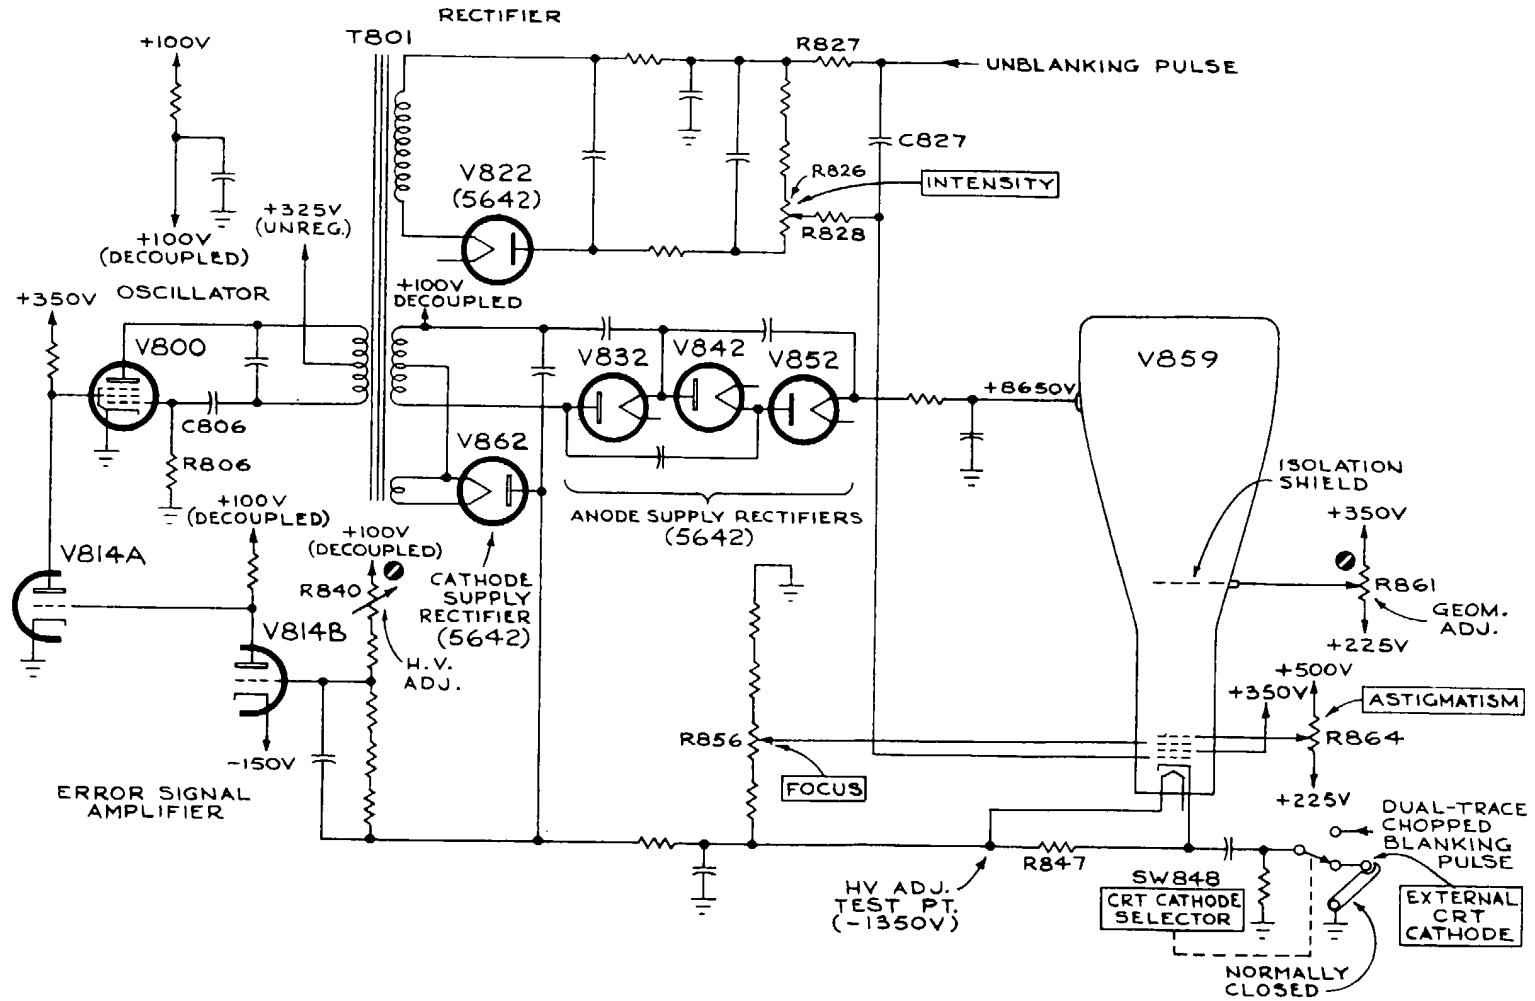 RECTIFIER
T801
+100V
R827
UNBLANKING PULSE
C827
V822
(5642)
R826
INTENSITY
R828
+325V
(UNREG.)
+100V
(DECOUPLED)
+100V
DECOUPLED
+350V
OSCILLATOR
V800
V832
V842
V852
+8650V
V859
C806
R806
V862
ANODE SUPPLY RECTIFIERS
(5642)
ISOLATION
SHIELD
+350V
R861
GEOM.
ADJ.
+225V
+100V
(DECOUPLED)
+100V
(DECOUPLED)
V814A
R840
CATHODE
SUPPLY
RECTIFIER
(5642)
V814B
H.V.
ADJ.
-150V
ERROR SIGNAL
AMPLIFIER
R856
FOCUS
+500V
+350V
ASTIGMATISM
R864
+225V
DUAL-TRACE
CHOPPED
BLANKING
PULSE
R847
HV ADJ.
TEST PT.
(-1350V)
SW848
CRT CATHODE
SELECTOR
EXTERNAL
CRT
CATHODE
NORMALLY
CLOSED